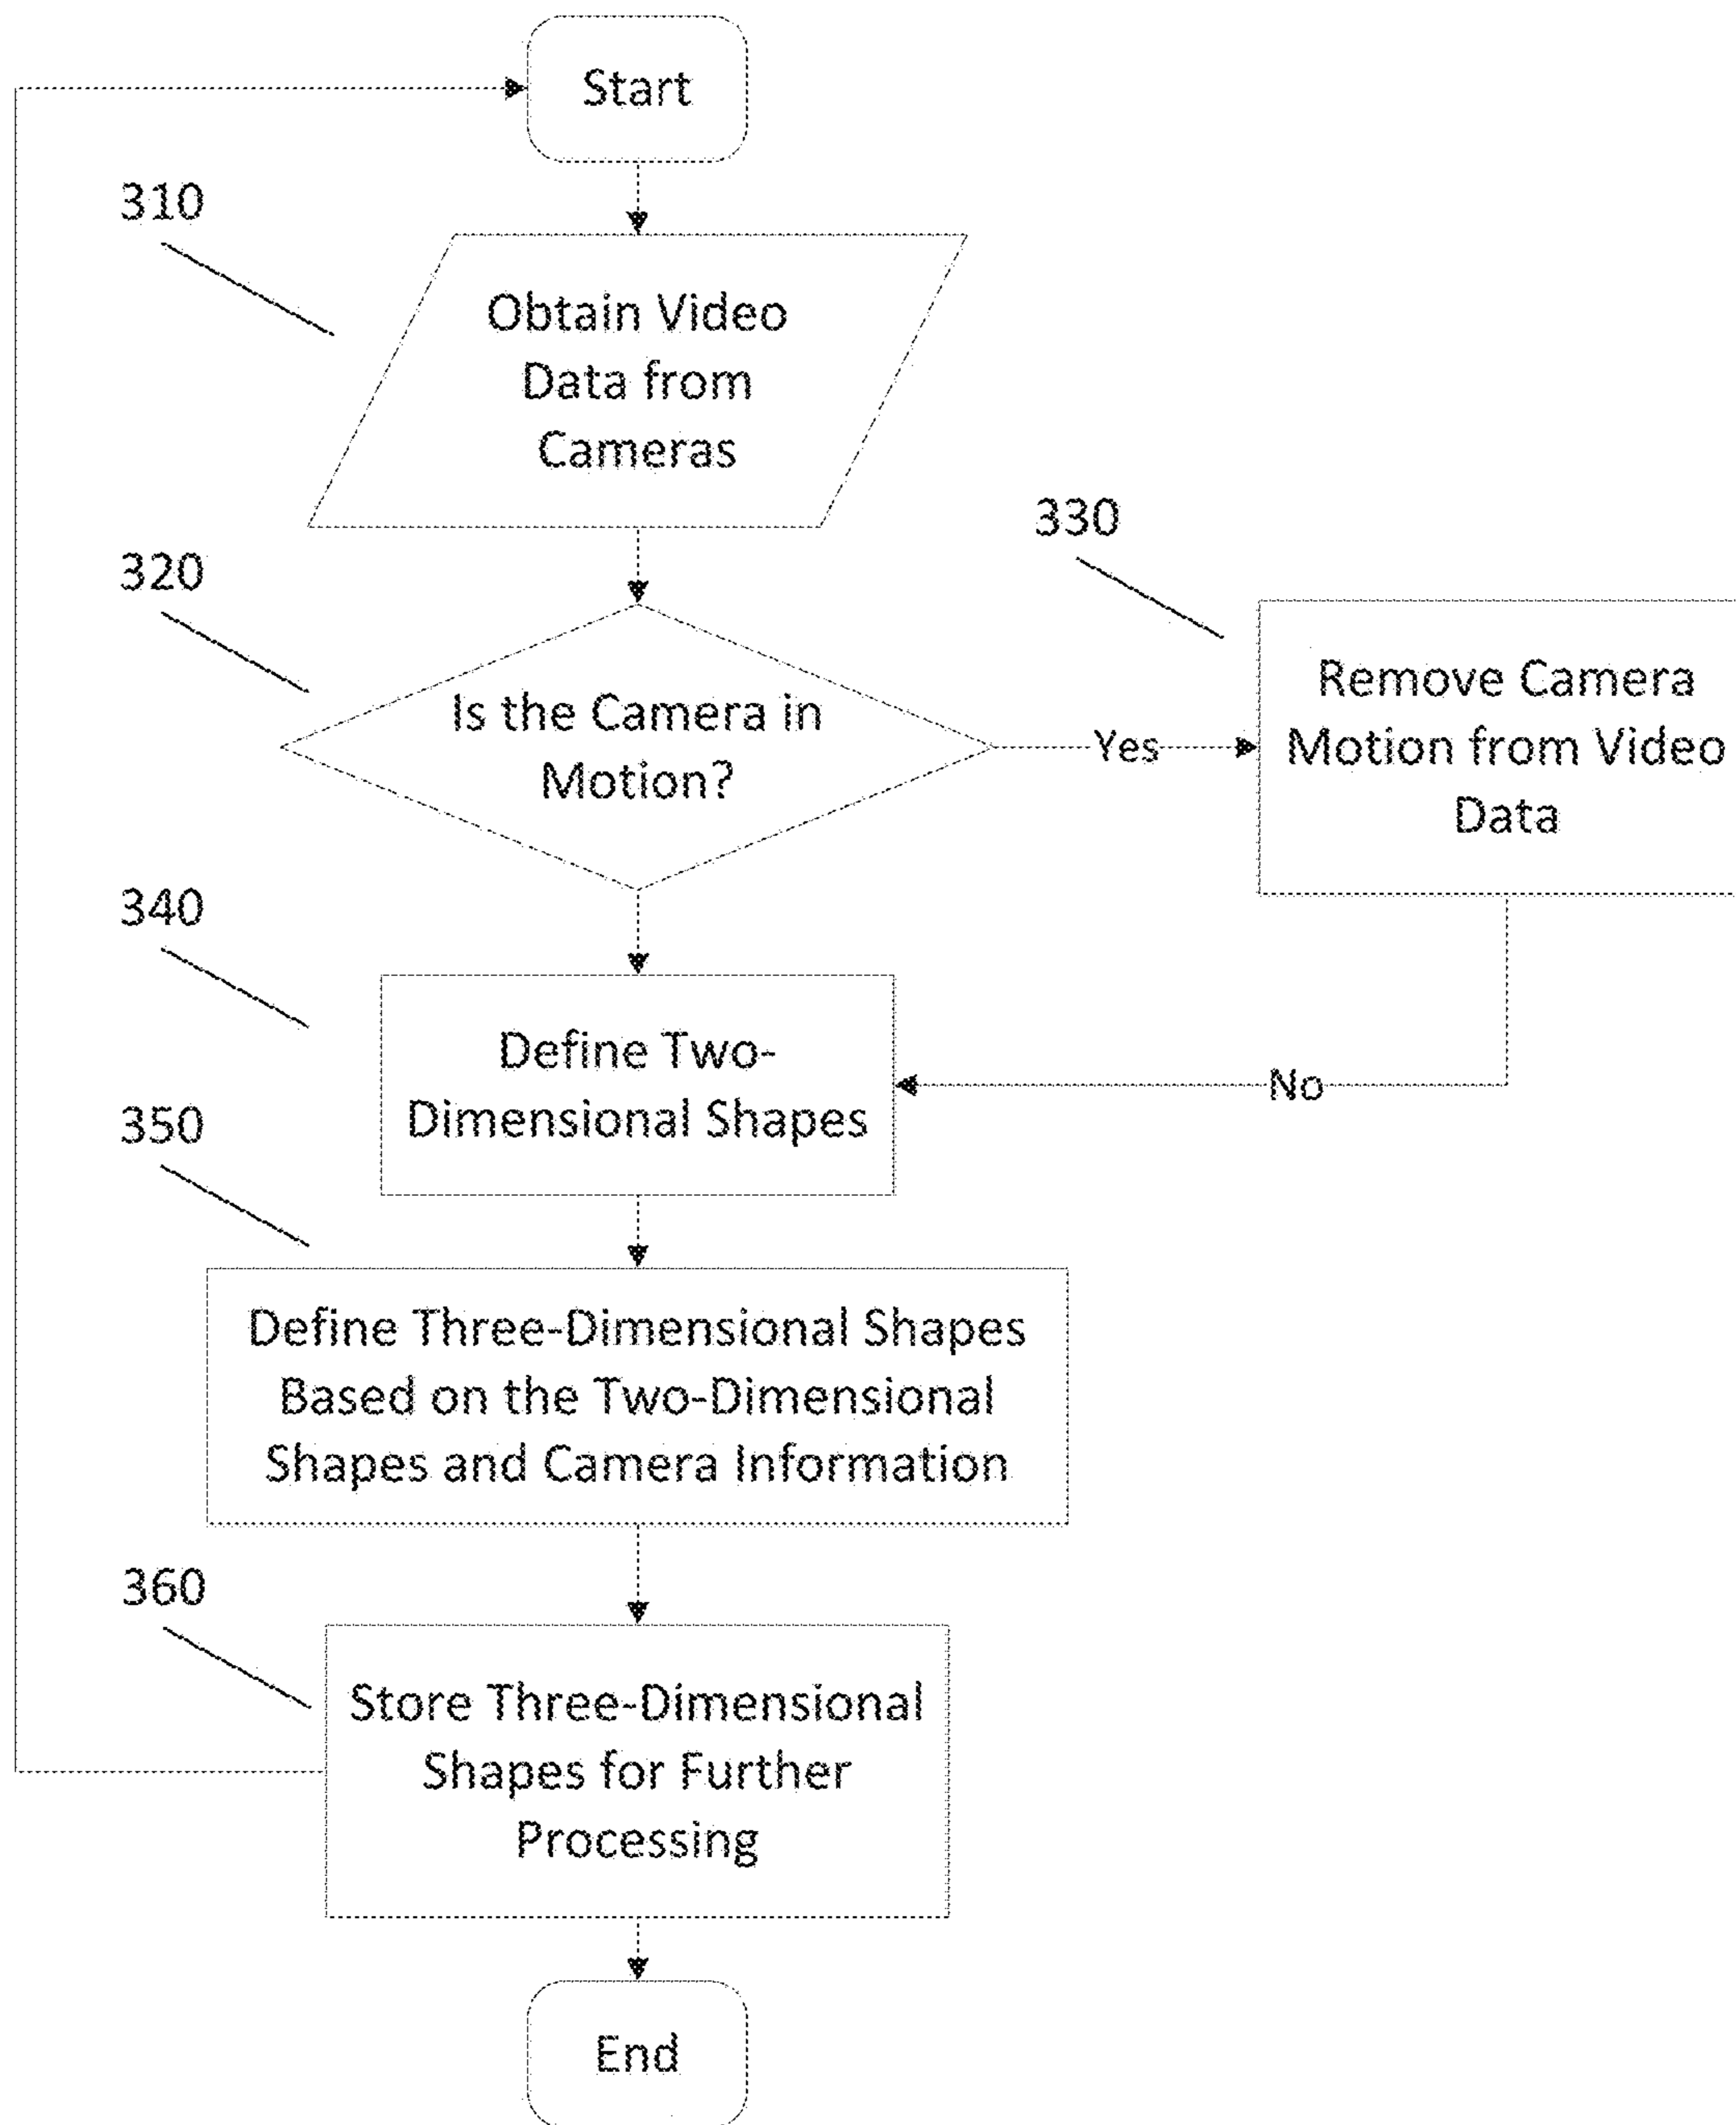 Start
310
Obtain Video
Data from
Cameras
320
Is the Camera in
Motion?
Yes
330
Remove Camera
Motion from Video
Data
340
Define Two-
Dimensional Shapes
No
350
Define Three-Dimensional Shapes
Based on the Two-Dimensional
Shapes and Camera Information
360
Store Three-Dimensional
Shapes for Further
Processing
End